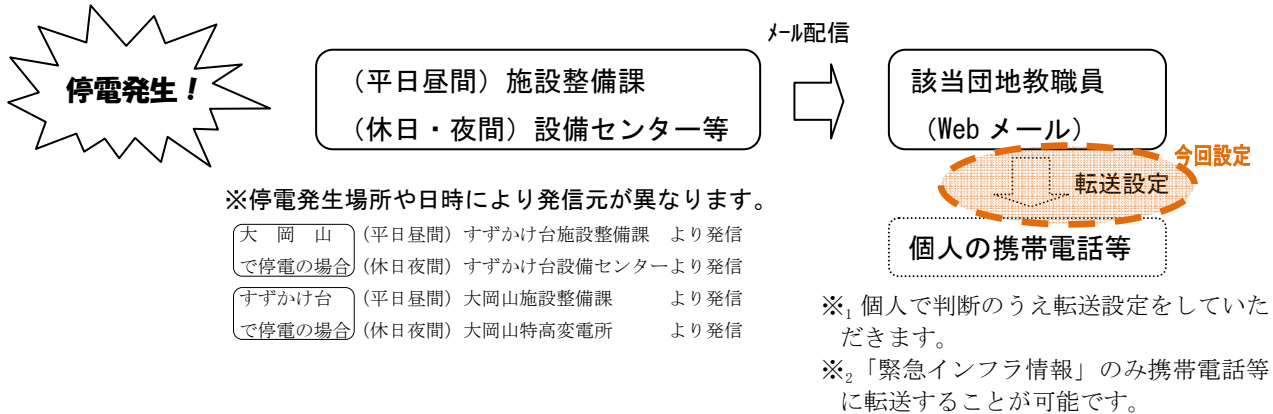 停電発生！
（平日昼間）施設整備課
（休日・夜間）設備センター等
ﾒｰﾙ配信
該当団地教職員
（Web メール）
今回設定
転送設定
個人の携帯電話等
※停電発生場所や日時により発信元が異なります。
大　岡　山　（平日昼間）すずかけ台施設整備課　より発信
で停電の場合（休日夜間）すずかけ台設備センターより発信
すずかけ台　（平日昼間）大岡山施設整備課　　　より発信
で停電の場合（休日夜間）大岡山特高変電所　　　より発信
※₁ 個人で判断のうえ転送設定をしていた
だきます。
※₂「緊急インフラ情報」のみ携帯電話等
に転送することが可能です。